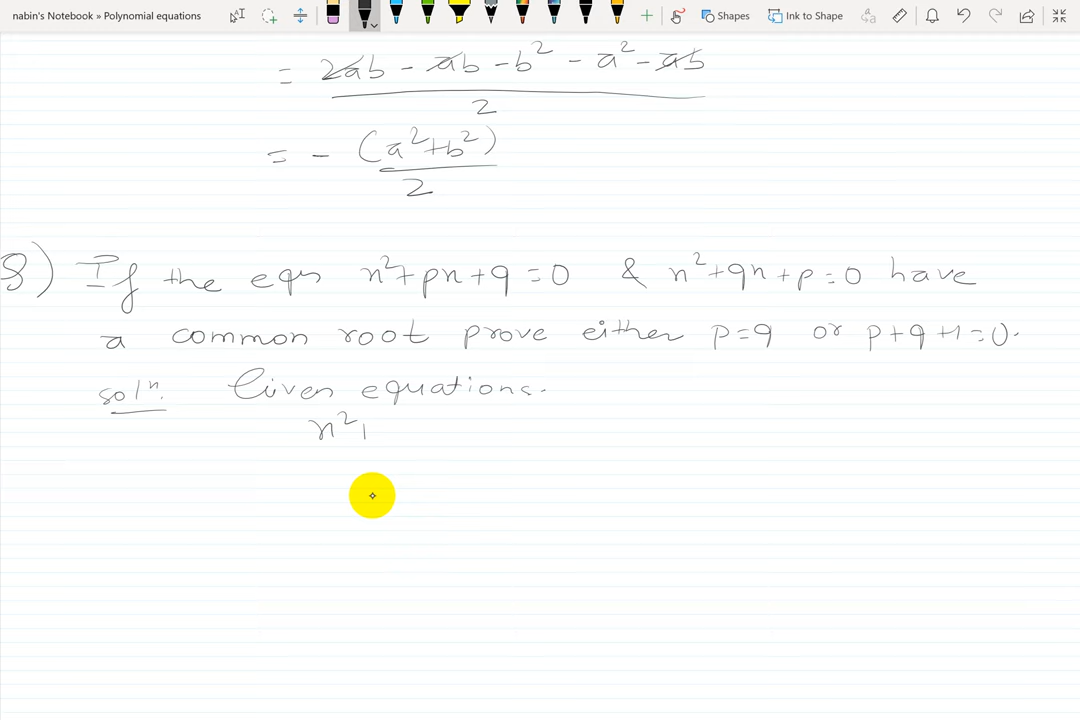 nabin's Notebook » Polynomial equations
Shapes
Ink to Shape
= 2ab - ab - b² - a² - ab
2
= - (a²+b²)
2
8) If the eqn x²+px+q=0 & x²+qx+p=0 have
a common root prove either p=q or p+q+1=0.
solⁿ. Given equations.
x²